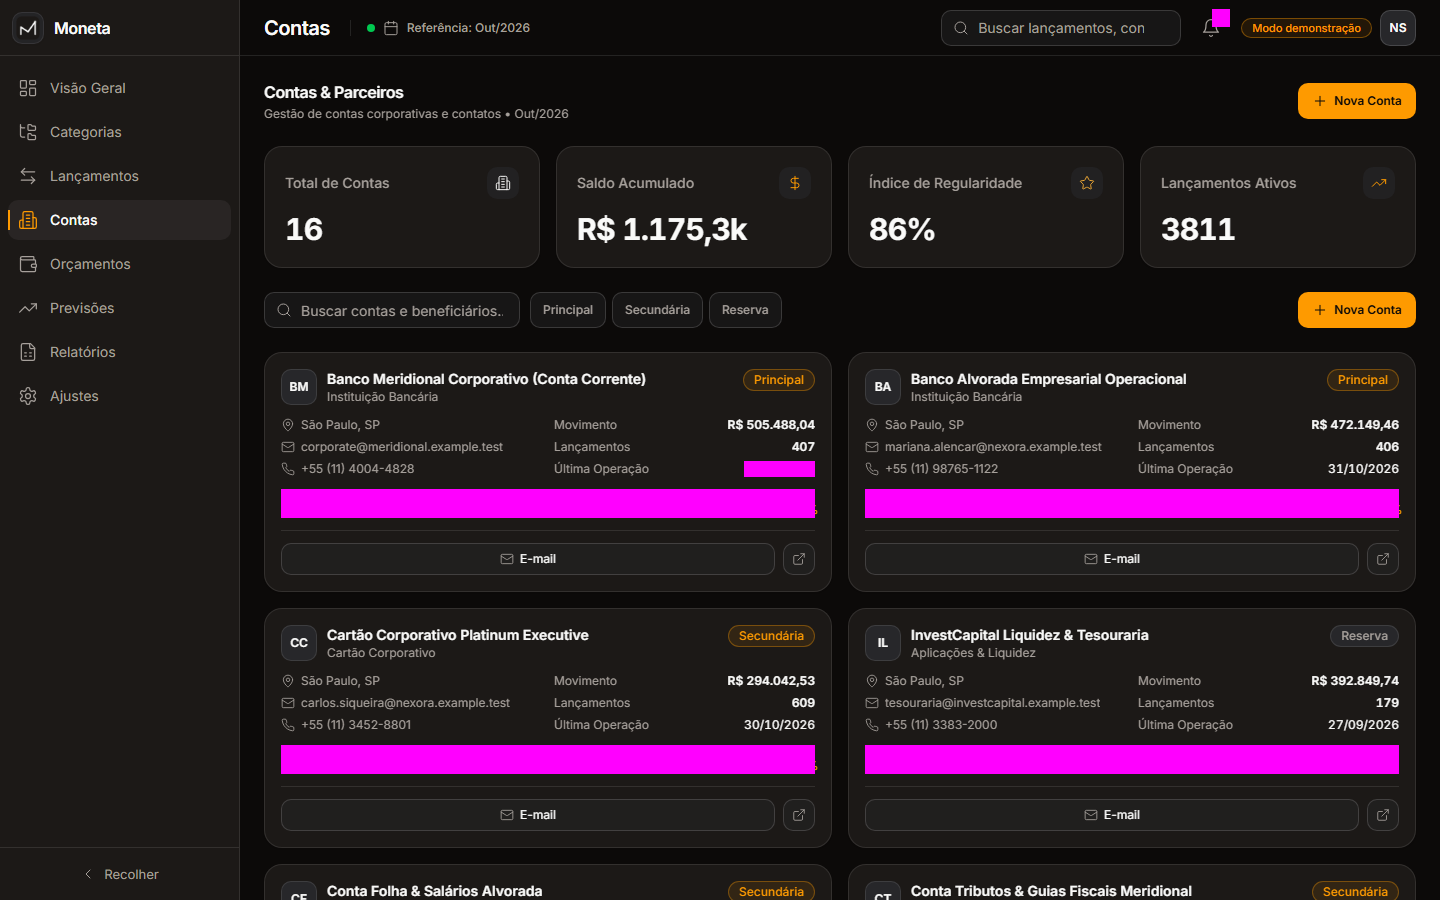 Moneta
Visão Geral
Categorias
Lançamentos
Contas
Orçamentos
Previsões
Relatórios
Ajustes
Recolher
Contas
Referência: Out/2026
Buscar lançamentos, con
Modo demonstração
NS
Contas & Parceiros
Gestão de contas corporativas e contatos • Out/2026
Nova Conta
Total de Contas
16
Saldo Acumulado
R$ 1.175,3k
Índice de Regularidade
86%
Lançamentos Ativos
3811
Buscar contas e beneficiários..
Principal
Secundária
Reserva
Nova Conta
BM
Banco Meridional Corporativo (Conta Corrente)
Instituição Bancária
Principal
São Paulo, SP
Movimento
R$ 505.488,04
corporate@meridional.example.test
Lançamentos
407
+55 (11) 4004-4828
Última Operação
E-mail
BA
Banco Alvorada Empresarial Operacional
Instituição Bancária
Principal
São Paulo, SP
Movimento
R$ 472.149,46
mariana.alencar@nexora.example.test
Lançamentos
406
+55 (11) 98765-1122
Última Operação
31/10/2026
E-mail
CC
Cartão Corporativo Platinum Executive
Cartão Corporativo
Secundária
São Paulo, SP
Movimento
R$ 294.042,53
carlos.siqueira@nexora.example.test
Lançamentos
609
+55 (11) 3452-8801
Última Operação
30/10/2026
E-mail
IL
InvestCapital Liquidez & Tesouraria
Aplicações & Liquidez
Reserva
São Paulo, SP
Movimento
R$ 392.849,74
tesouraria@investcapital.example.test
Lançamentos
179
+55 (11) 3383-2000
Última Operação
27/09/2026
E-mail
CF
Conta Folha & Salários Alvorada
Secundária
CT
Conta Tributos & Guias Fiscais Meridional
Secundária